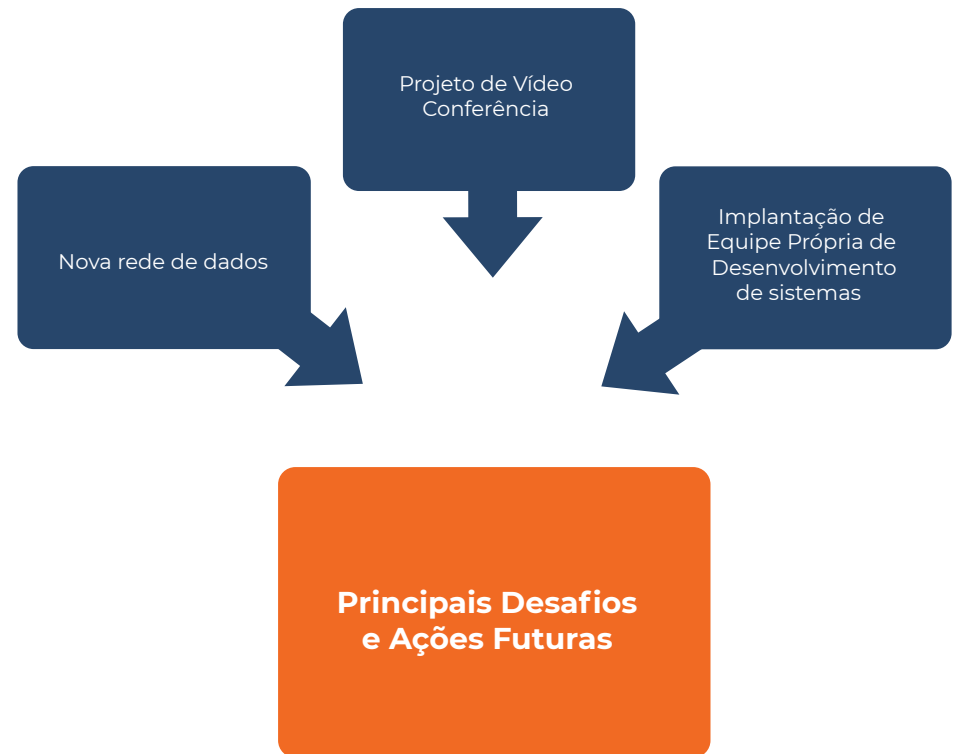 Projeto de Vídeo
Conferência
Nova rede de dados
Implantação de
Equipe Própria de
Desenvolvimento
de sistemas
Principais Desafios
e Ações Futuras